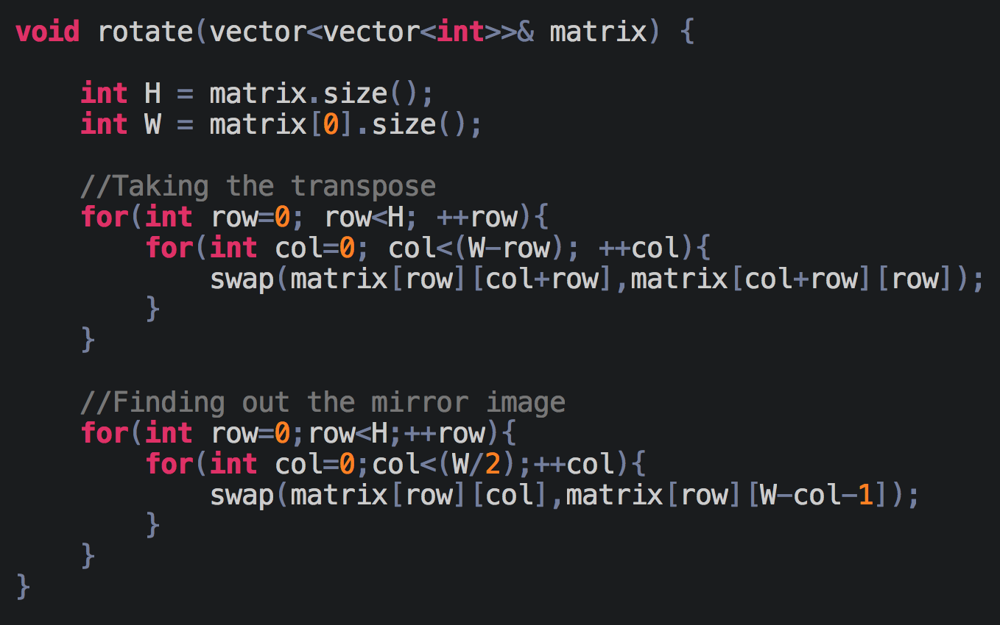 void rotate(vector<vector<int>>& matrix) {
    int H = matrix.size();
    int W = matrix[0].size();
    //Taking the transpose
    for(int row=0; row<H; ++row){
        for(int col=0; col<(W-row); ++col){
            swap(matrix[row][col+row],matrix[col+row][row]);
        }
    }
    //Finding out the mirror image
    for(int row=0;row<H;++row){
        for(int col=0;col<(W/2);++col){
            swap(matrix[row][col],matrix[row][W-col-1]);
        }
    }
}